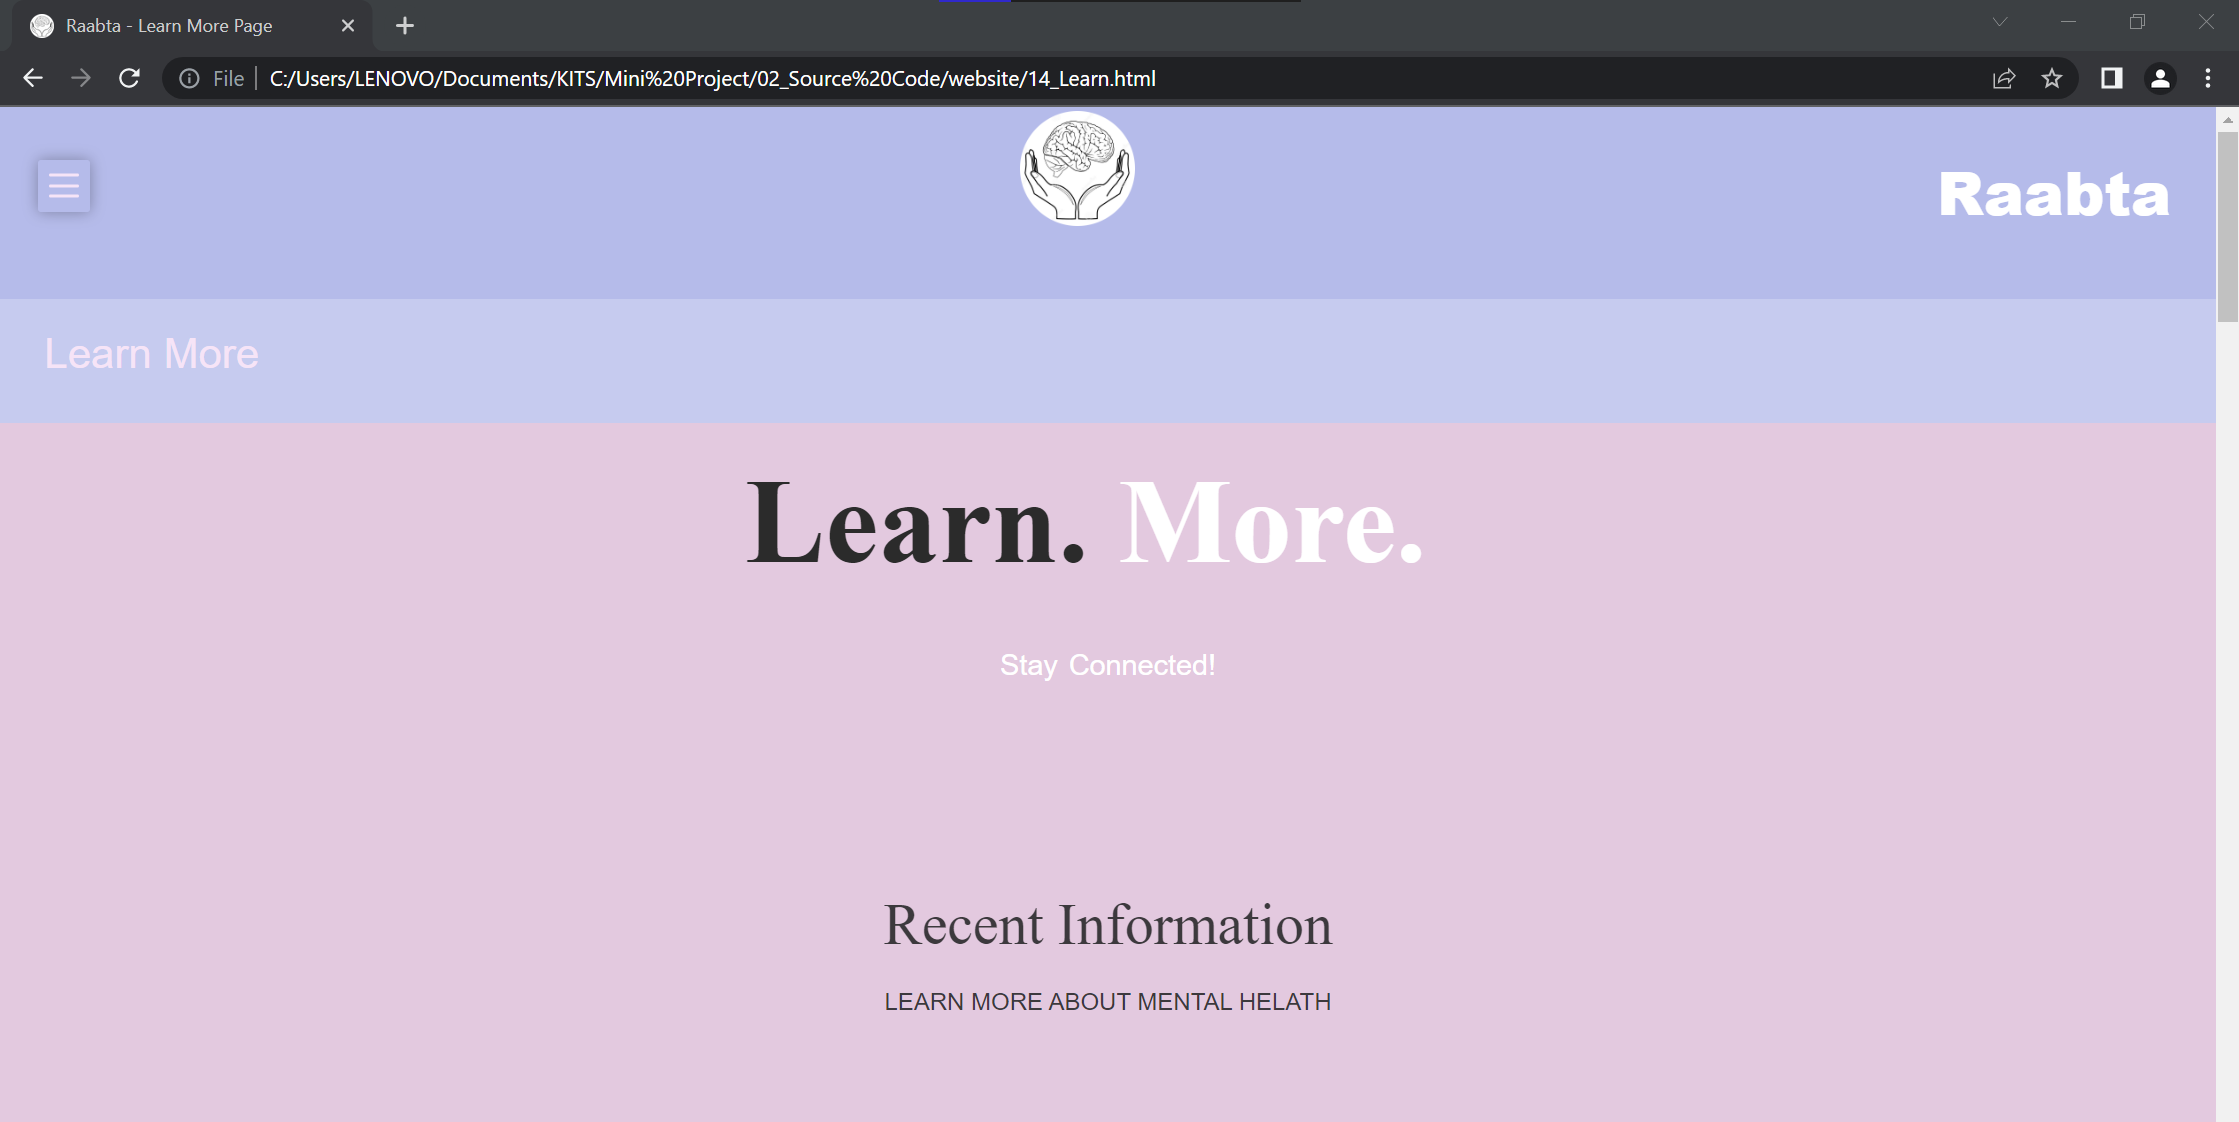 Raabta - Learn More Page
File C:/Users/LENOVO/Documents/KITS/Mini%20Project/02_Source%20Code/website/14_Learn.html
Raabta
Learn More
Learn. More.
Stay Connected!
Recent Information
LEARN MORE ABOUT MENTAL HELATH